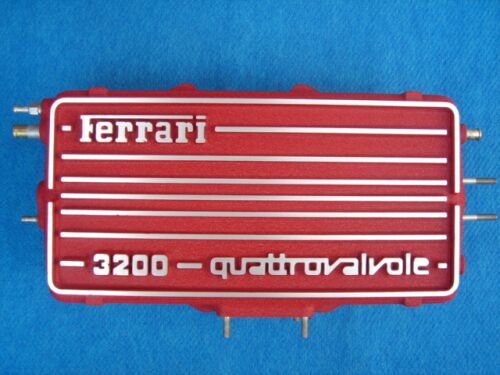 Ferrari
3200 - quattrovalvole